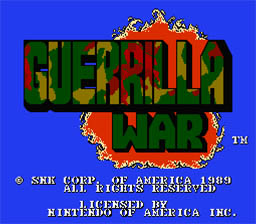 GUERRILLA
WAR
TM
© SNK CORP. OF AMERICA 1989
ALL RIGHTS RESERVED
LICENSED BY
NINTENDO OF AMERICA INC.